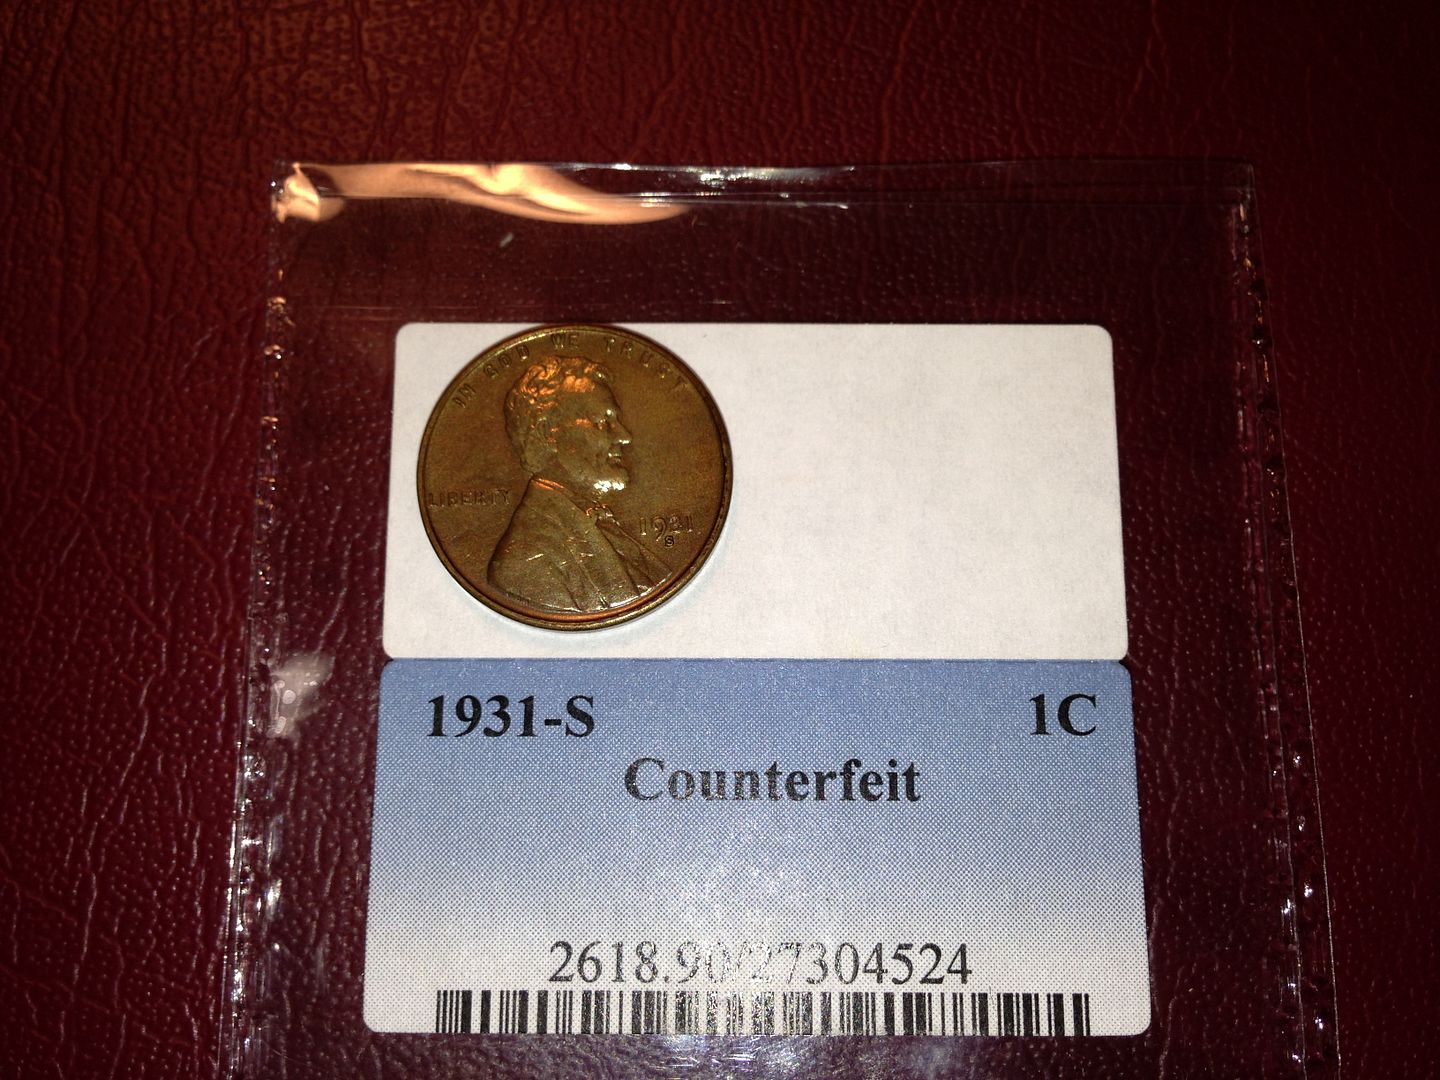 IN GOD WE TRUST
LIBERTY
1931
S
1931-S 1C
Counterfeit
2618.90/27304524